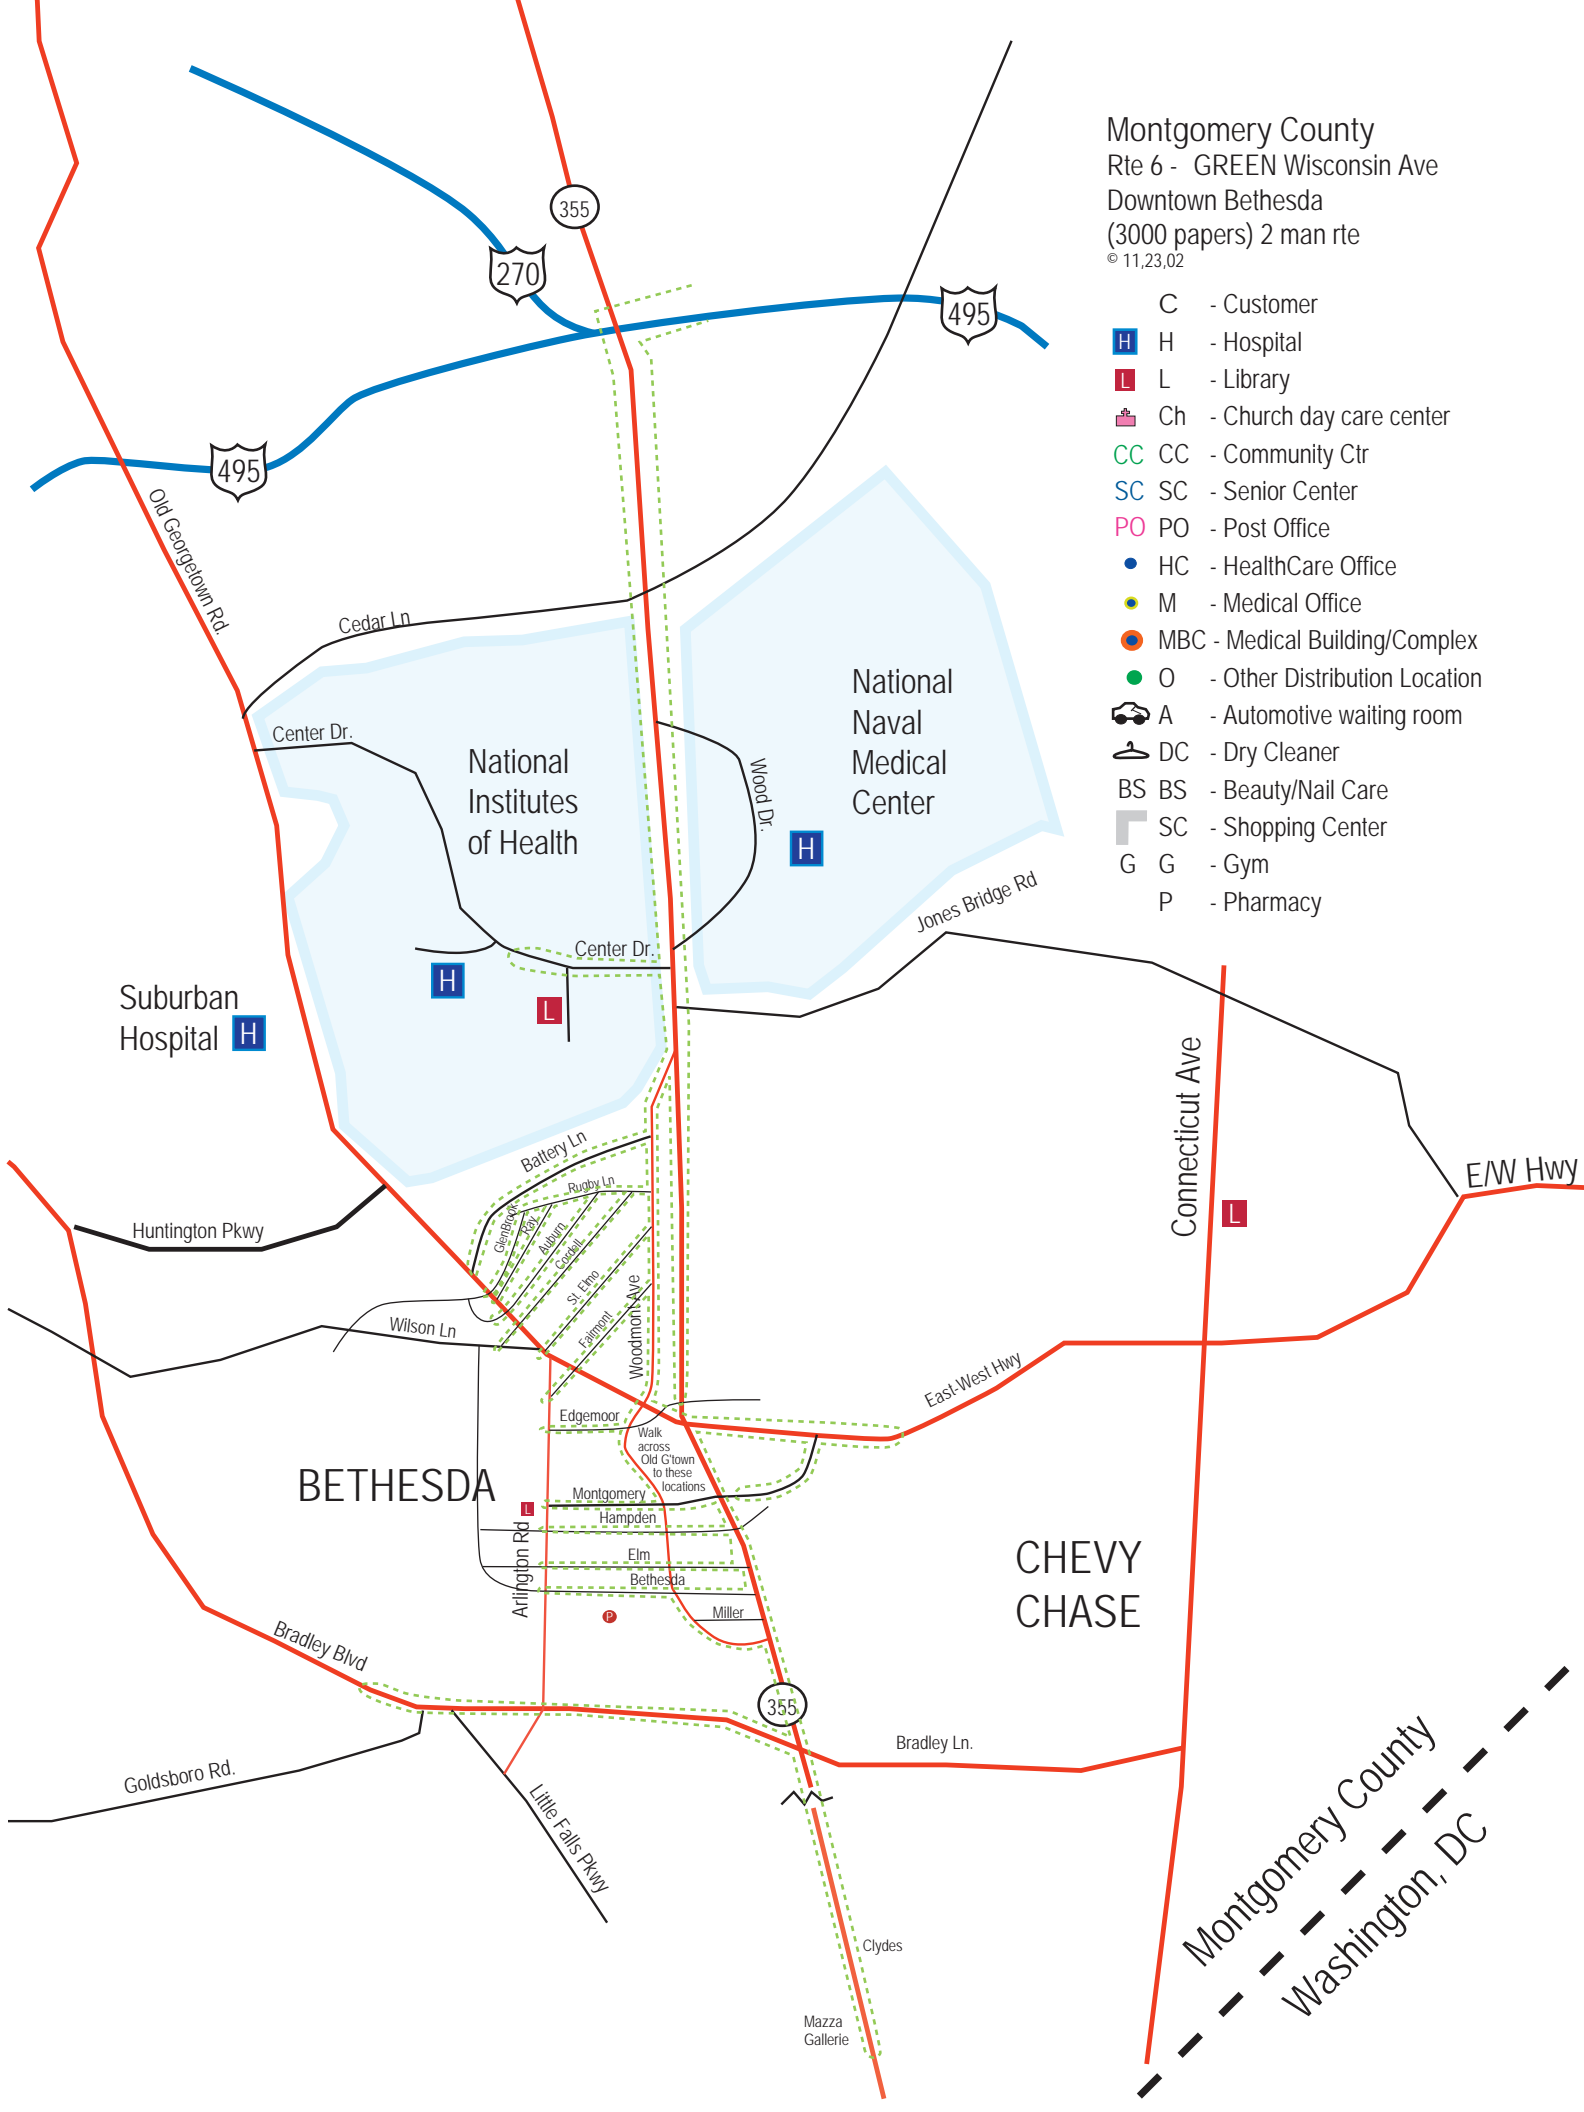 Montgomery County
Rte 6 - GREEN Wisconsin Ave
Downtown Bethesda
(3000 papers) 2 man rte
© 11,23,02
C - Customer
H H - Hospital
L L - Library
Ch - Church day care center
CC CC - Community Ctr
SC SC - Senior Center
PO PO - Post Office
HC - HealthCare Office
M - Medical Office
MBC - Medical Building/Complex
O - Other Distribution Location
A - Automotive waiting room
DC - Dry Cleaner
BS BS - Beauty/Nail Care
SC - Shopping Center
G G - Gym
P - Pharmacy
355
270
495
495
Old Georgetown Rd.
Cedar Ln
Center Dr.
National
Institutes
of Health
National
Naval
Medical
Center
Wood Dr.
H
Jones Bridge Rd
Center Dr.
H
L
Suburban
Hospital H
Connecticut Ave
L
E/W Hwy
Battery Ln
Rugby Ln
GlenBrook
Ray
Auburn
Cordell
St. Elmo
Fairmont
Woodmont Ave
Huntington Pkwy
Wilson Ln
East-West Hwy
Edgemoor
Walk
across
Old G'town
to these
locations
BETHESDA
Montgomery
L
Hampden
Arlington Rd
Elm
Bethesda
P
Miller
CHEVY
CHASE
Bradley Blvd
355
Bradley Ln.
Goldsboro Rd.
Little Falls Pkwy
Montgomery County
Washington, DC
Clydes
Mazza
Gallerie